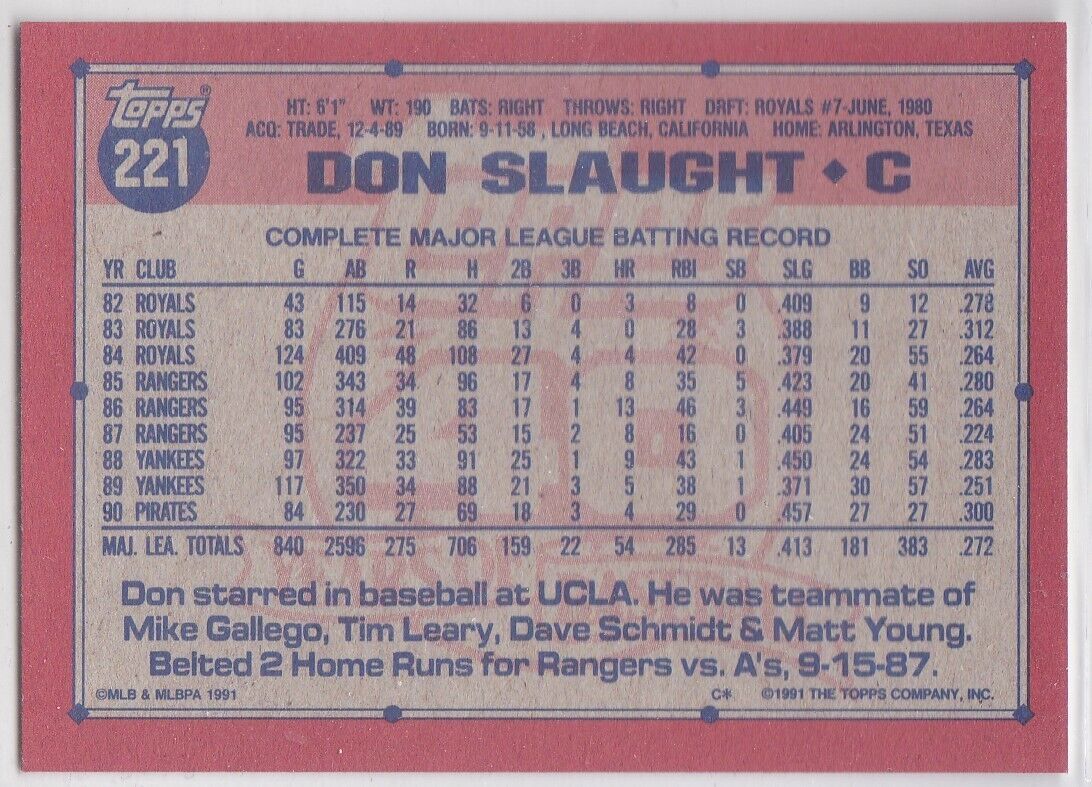 Topps®
221
HT: 6'1" WT: 190 BATS: RIGHT THROWS: RIGHT DRFT: ROYALS #7-JUNE, 1980
ACQ: TRADE, 12-4-89 BORN: 9-11-58 , LONG BEACH, CALIFORNIA HOME: ARLINGTON, TEXAS
DON SLAUGHT ◆ C
COMPLETE MAJOR LEAGUE BATTING RECORD
YR CLUB G AB R H 2B 3B HR RBI SB SLG BB SO AVG
82 ROYALS 43 115 14 32 6 0 3 8 0 .409 9 12 .278
83 ROYALS 83 276 21 86 13 4 0 28 3 .388 11 27 .312
84 ROYALS 124 409 48 108 27 4 4 42 0 .379 20 55 .264
85 RANGERS 102 343 34 96 17 4 8 35 5 .423 20 41 .280
86 RANGERS 95 314 39 83 17 1 13 46 3 .449 16 59 .264
87 RANGERS 95 237 25 53 15 2 8 16 0 .405 24 51 .224
88 YANKEES 97 322 33 91 25 1 9 43 1 .450 24 54 .283
89 YANKEES 117 350 34 88 21 3 5 38 1 .371 30 57 .251
90 PIRATES 84 230 27 69 18 3 4 29 0 .457 27 27 .300
MAJ. LEA. TOTALS 840 2596 275 706 159 22 54 285 13 .413 181 383 .272
Don starred in baseball at UCLA. He was teammate of
Mike Gallego, Tim Leary, Dave Schmidt & Matt Young.
Belted 2 Home Runs for Rangers vs. A's, 9-15-87.
©MLB & MLBPA 1991 C* ©1991 THE TOPPS COMPANY, INC.